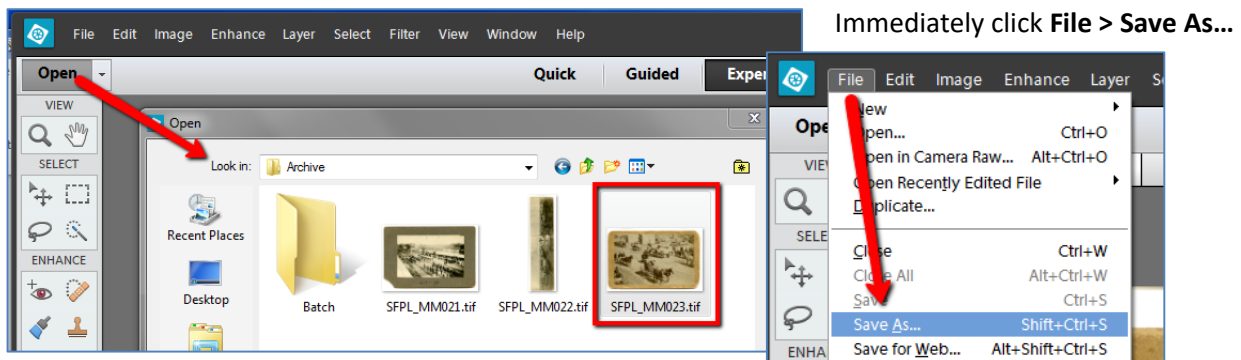 Immediately click File > Save As...
File Edit Image Enhance Layer Select Filter View Window Help
Open
Quick Guided
VIEW
Open
Look in: Archive
SELECT
Recent Places
ENHANCE
Desktop
Batch SFPL_MM021.tif SFPL_MM022.tif SFPL_MM023.tif
File Edit Image Enhance Layer
New
Ctrl+O
Open in Camera Raw... Alt+Ctrl+O
Open Recently Edited File
Duplicate...
Close Ctrl+W
Close All Alt+Ctrl+W
Save Ctrl+S
Save As... Shift+Ctrl+S
Save for Web... Alt+Shift+Ctrl+S